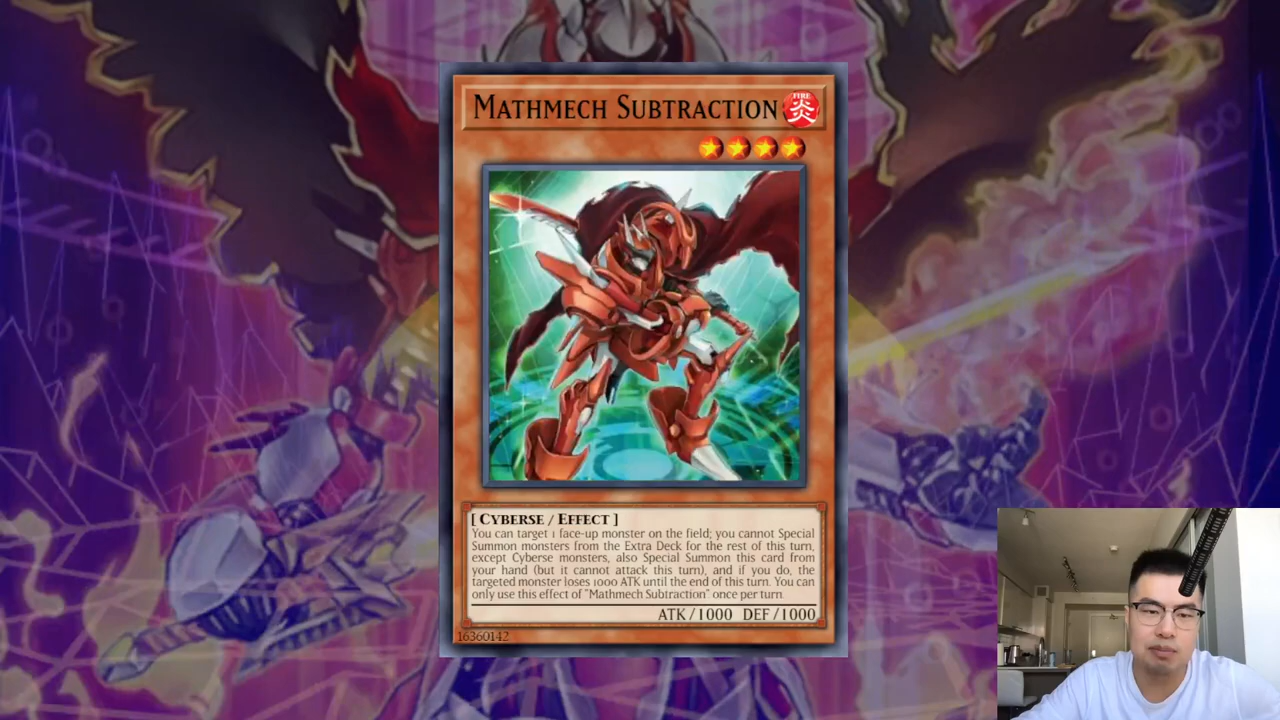 MATHMECH SUBTRACTION
FIRE
炎
[ CYBERSE / EFFECT ]
You can target 1 face-up monster on the field; you cannot Special
Summon monsters from the Extra Deck for the rest of this turn,
except Cyberse monsters, also Special Summon this card from
your hand (but it cannot attack this turn), and if you do, the
targeted monster loses 1000 ATK until the end of this turn. You can
only use this effect of "Mathmech Subtraction" once per turn.
ATK/1000 DEF/1000
16360142